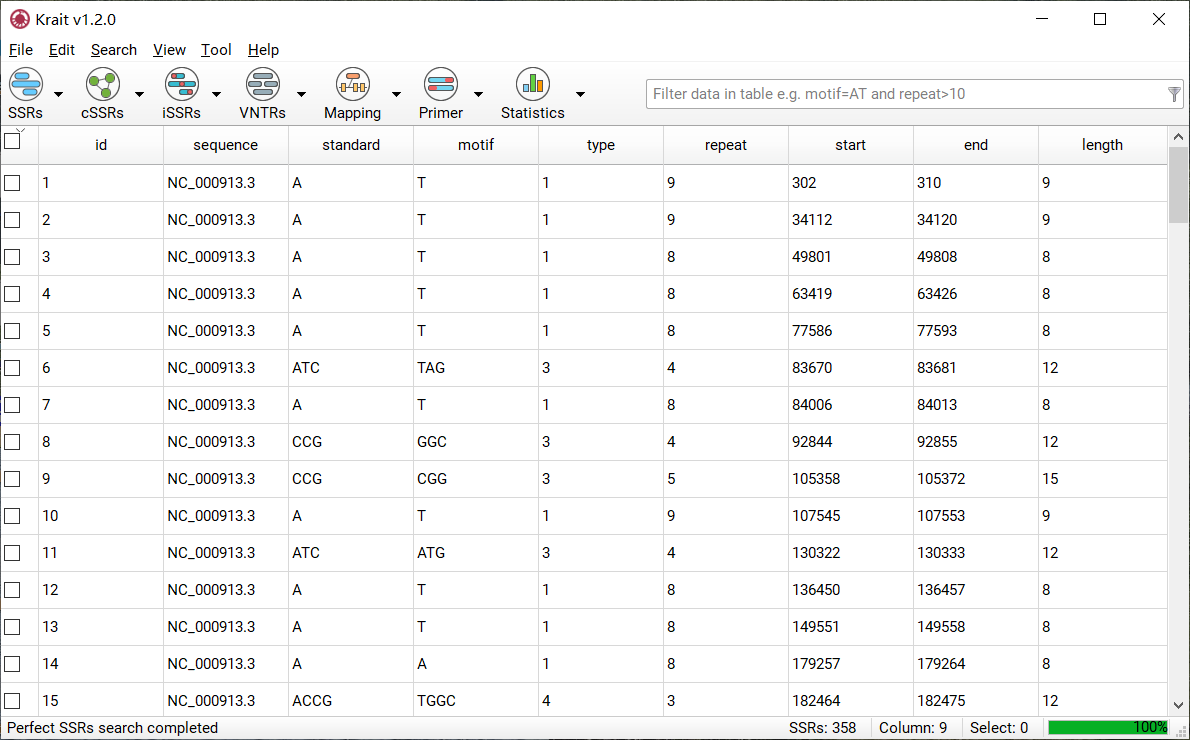 Krait v1.2.0
File Edit Search View Tool Help
SSRs cSSRs iSSRs VNTRs Mapping Primer Statistics
Filter data in table e.g. motif=AT and repeat>10
id sequence standard motif type repeat start end length
1 NC_000913.3 A T 1 9 302 310 9
2 NC_000913.3 A T 1 9 34112 34120 9
3 NC_000913.3 A T 1 8 49801 49808 8
4 NC_000913.3 A T 1 8 63419 63426 8
5 NC_000913.3 A T 1 8 77586 77593 8
6 NC_000913.3 ATC TAG 3 4 83670 83681 12
7 NC_000913.3 A T 1 8 84006 84013 8
8 NC_000913.3 CCG GGC 3 4 92844 92855 12
9 NC_000913.3 CCG CGG 3 5 105358 105372 15
10 NC_000913.3 A T 1 9 107545 107553 9
11 NC_000913.3 ATC ATG 3 4 130322 130333 12
12 NC_000913.3 A T 1 8 136450 136457 8
13 NC_000913.3 A T 1 8 149551 149558 8
14 NC_000913.3 A A 1 8 179257 179264 8
15 NC_000913.3 ACCG TGGC 4 3 182464 182475 12
Perfect SSRs search completed SSRs: 358 Column: 9 Select: 0 100%